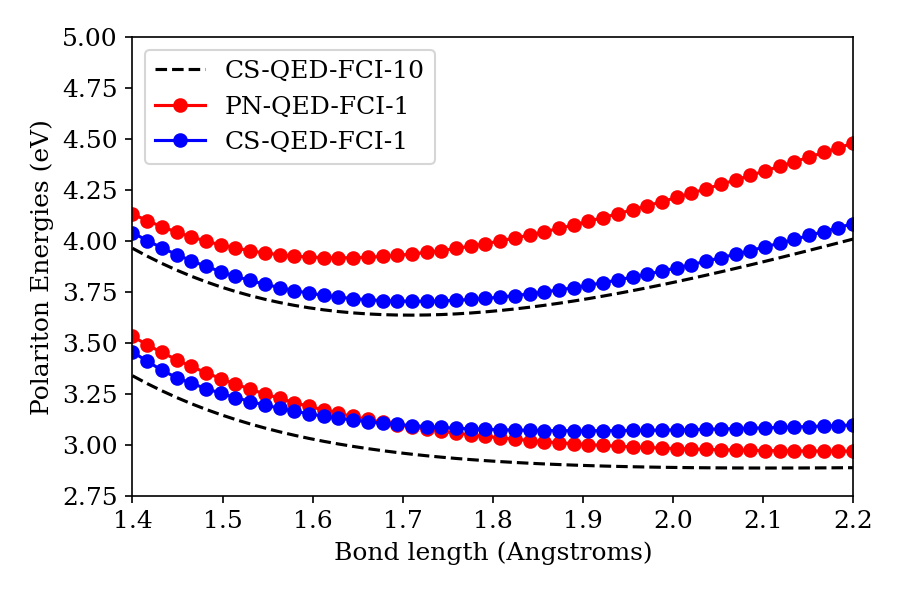 5.00
4.75
4.50
4.25
4.00
3.75
3.50
3.25
3.00
2.75
Polariton Energies (eV)
CS-QED-FCI-10
PN-QED-FCI-1
CS-QED-FCI-1
1.4 1.5 1.6 1.7 1.8 1.9 2.0 2.1 2.2
Bond length (Angstroms)